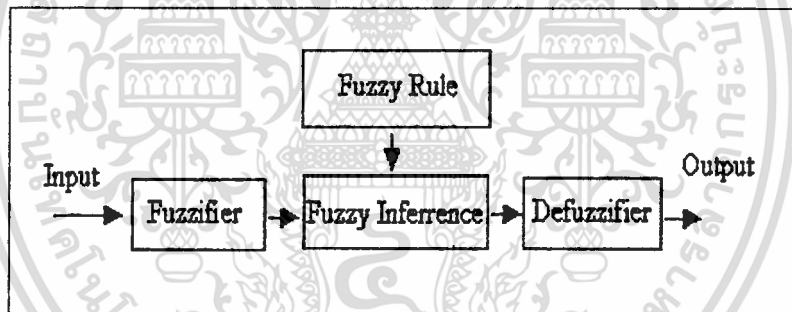 Fuzzy Rule
Input
Output
Fuzzifier
Fuzzy Inferrence
Defuzzifier